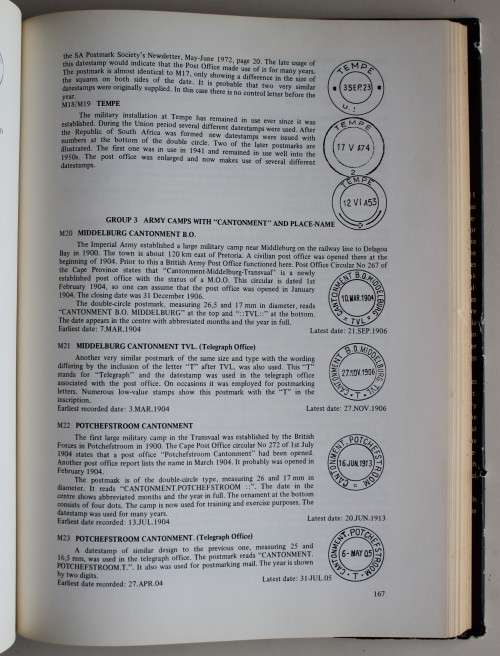 the SA Postmark Society's Newsletter, May-June 1972, page 20. The late usage of
this datestamp would indicate that the Post Office made use of is for many years.
The postmark is almost identical to M17, only showing a difference in the size of
the squares on both sides of the date. It is probable that two very similar
datestamps were originally supplied. In this case there is no control letter before the
year.
M18/M19 TEMPE
The military installation at Tempe has remained in use ever since it was
established. During the Union period several different datestamps were used. After
the Republic of South Africa was formed new datestamps were issued with
numbers at the bottom of the double circle. Two of the later postmarks are
illustrated. The first one was in use in 1941 and remained in use well into the
1950s. The post office was enlarged and now makes use of several different
datestamps.
TEMPE
3SEP.23
U.
TEMPE
17 V A74
2
TEMPE
12 VI A53
GROUP 3 ARMY CAMPS WITH "CANTONMENT" AND PLACE-NAME
M20 MIDDELBURG CANTONMENT B.O.
The Imperial Army established a large military camp near Middleburg on the railway line to Delagoa
Bay in 1900. The town is about 120 km east of Pretoria. A civilian post office was opened there at the
beginning of 1904. Prior to this a British Army Post Office functioned here. Post Office Circular No 267 of
the Cape Province states that "Cantonment-Middelburg-Transvaal" is a newly
established post office with the status of a M.O.O. This circular is dated 1st
February 1904, so one can assume that the post office was opened in January
1904. The closing date was 31 December 1906.
The double-circle postmark, measuring 26,5 and 17 mm in diameter, reads
"CANTONMENT B.O. MIDDELBURG" at the top and "::TVL::" at the bottom.
The date appears in the centre with abbreviated months and the year in full.
Earliest date: 7.MAR.1904
Latest date: 21.SEP.1906
CANTONMENT B.O.MIDDELBURG
10.MAR.1904
TVL.
M21 MIDDELBURG CANTONMENT TVL. (Telegraph Office)
Another very similar postmark of the same size and type with the wording
differing by the inclusion of the letter "T" after TVL. was also used. This "T"
stands for "Telegraph" and the datestamp was used in the telegraph office
associated with the post office. On occasions it was employed for postmarking
letters. Numerous low-value stamps show this postmark with the "T" in the
inscription.
Earliest recorded date: 3.MAR.1904
Latest date: 27.NOV.1906
CANTONMENT B.O.MIDDELBURG TVL
27.NOV.1906
T
M22 POTCHEFSTROOM CANTONMENT
The first large military camp in the Transvaal was established by the British
Forces in Potchefstroom in 1900. The Cape Post Office circular No 272 of 1st July
1904 states that a post office "Potchefstroom Cantonment" had been opened.
Another post office report lists the name in March 1904. It probably was opened in
February 1904.
The postmark is of the double-circle type, measuring 26 and 17 mm in
diameter. It reads "CANTONMENT.POTCHEFSTROOM ::". The date in the
centre shows abbreviated months and the year in full. The ornament at the bottom
consists of four dots. The camp is now used for training and exercise purposes. The
datestamp was used for many years.
Earliest recorded date: 13.JUL.1904
Latest date: 20.JUN.1913
CANTONMENT.POTCHEFSTROOM
16.JUN.1913
M23 POTCHEFSTROOM CANTONMENT. (Telegraph Office)
A datestamp of similar design to the previous one, measuring 25 and
16,5 mm, was used in the telegraph office. The postmark reads "CANTONMENT.
POTCHEFSTROOM.T.". It also was used for postmarking mail. The year is shown
by two digits.
Earliest date recorded: 27.APR.04
Latest date: 31.JUL.05
CANTONMENT.POTCHEFSTROOM
6-MAY 05
T
167